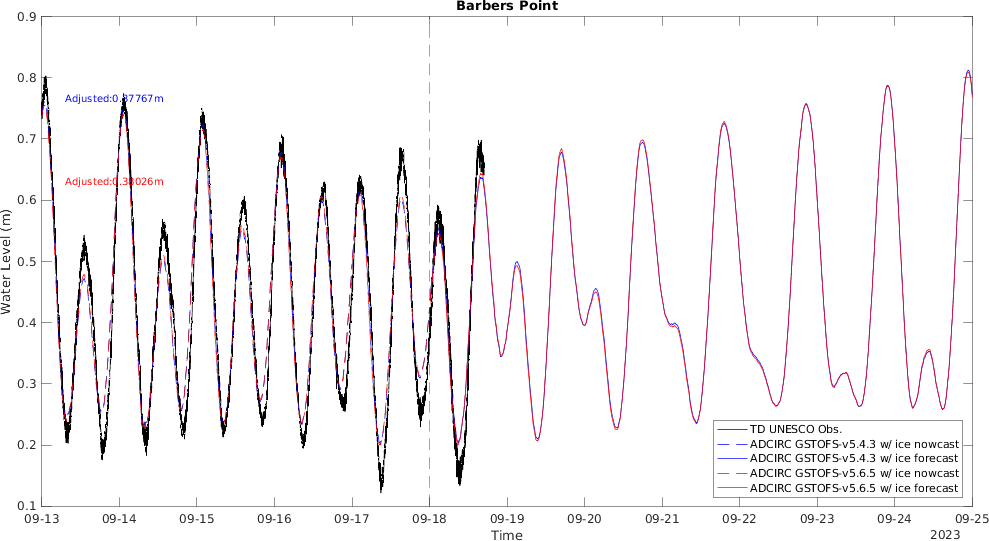 Barbers Point
0.9
0.8
0.7
0.6
0.5
0.4
0.3
0.2
0.1
Water Level (m)
Adjusted:0.37767m
Adjusted:0.38026m
TD UNESCO Obs.
ADCIRC GSTOFS-v5.4.3 w/ ice nowcast
ADCIRC GSTOFS-v5.4.3 w/ ice forecast
ADCIRC GSTOFS-v5.6.5 w/ ice nowcast
ADCIRC GSTOFS-v5.6.5 w/ ice forecast
09-13 09-14 09-15 09-16 09-17 09-18 09-19 09-20 09-21 09-22 09-23 09-24 09-25
Time
2023